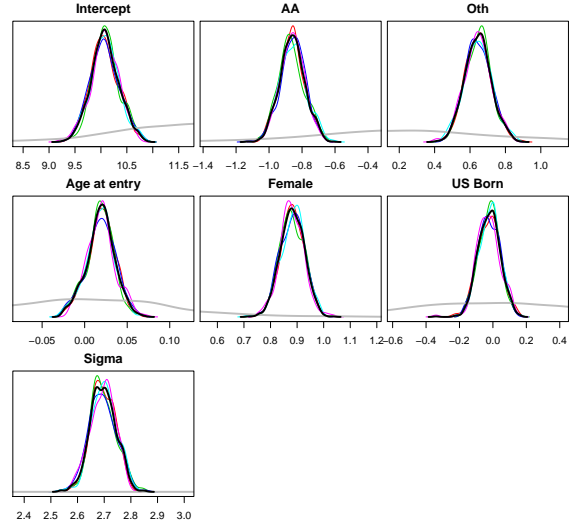 Intercept
AA
Oth
8.5 9.5 10.5 11.5
−1.4 −1.2 −1.0 −0.8 −0.6 −0.4
0.2 0.4 0.6 0.8 1.0
Age at entry
Female
US Born
−0.05 0.00 0.05 0.10
0.6 0.7 0.8 0.9 1.0 1.1 1.2
−0.6 −0.4 −0.2 0.0 0.2 0.4
Sigma
2.4 2.5 2.6 2.7 2.8 2.9 3.0